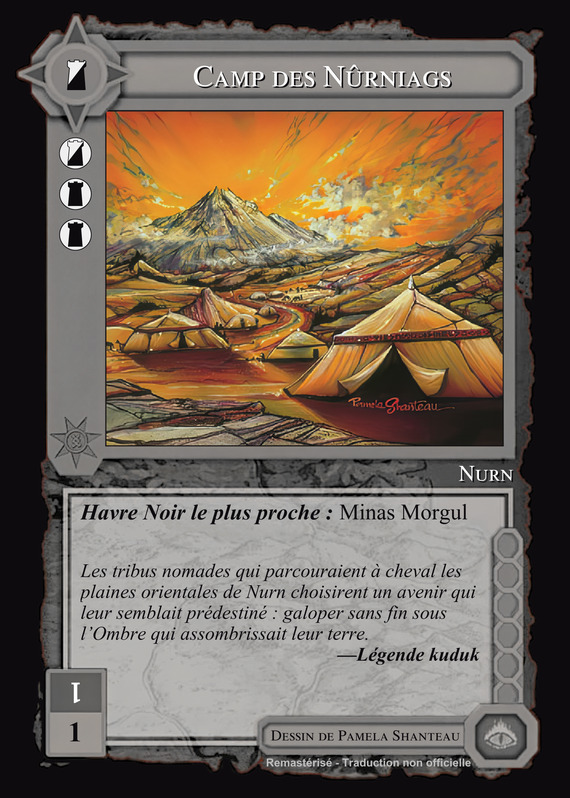 Camp des Nûrniags
Pamela Shanteau
Nurn
Havre Noir le plus proche : Minas Morgul
Les tribus nomades qui parcouraient à cheval les
plaines orientales de Nurn choisirent un avenir qui
leur semblait prédestiné : galoper sans fin sous
l’Ombre qui assombrissait leur terre.
—Légende kuduk
1
1
Dessin de Pamela Shanteau
Remastérisé - Traduction non officielle